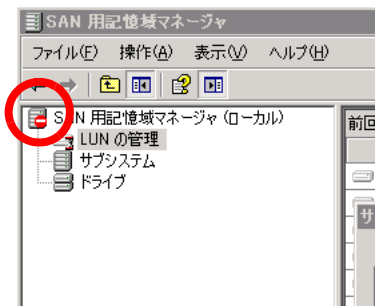 SAN 用記憶域マネージャ
ファイル(F) 操作(A) 表示(V) ヘルプ(H)
SAN 用記憶域マネージャ (ローカル)
前回
LUN の管理
サブシステム
サ
ドライブ